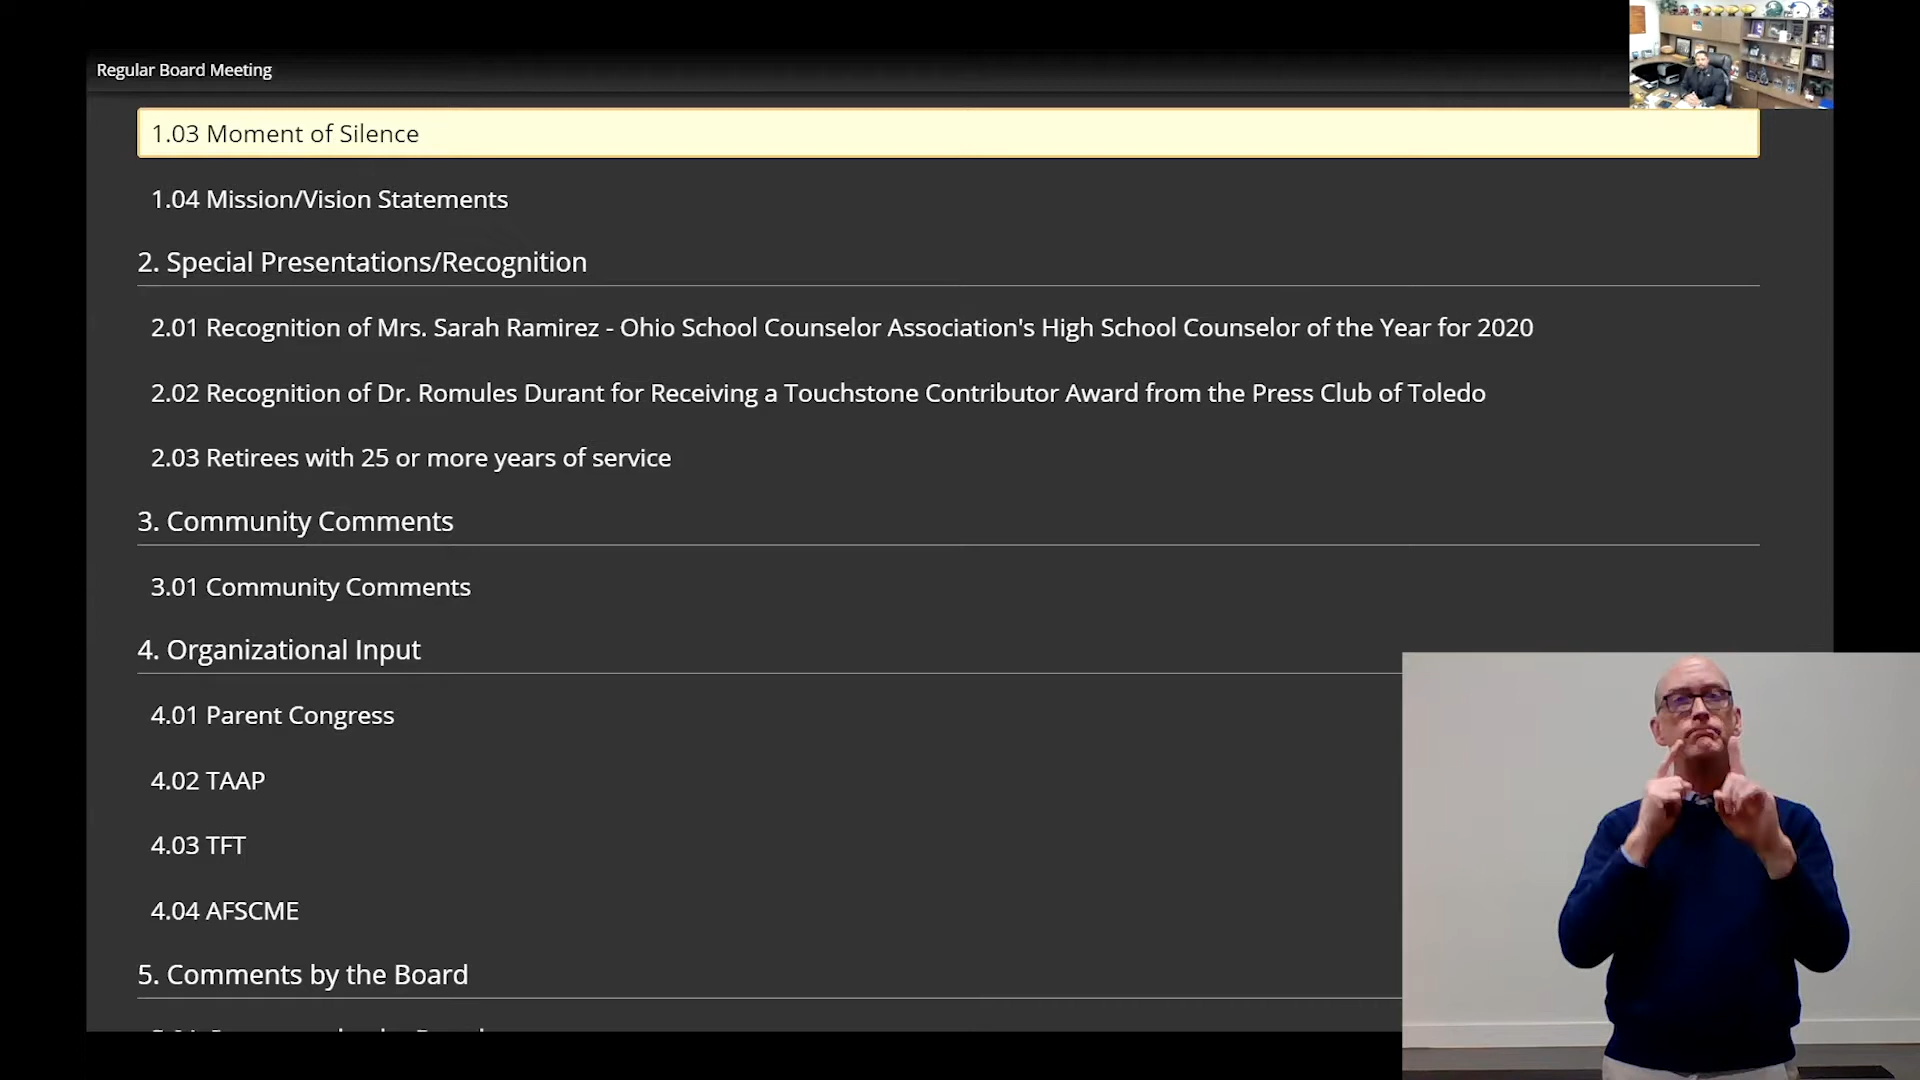 Regular Board Meeting
1.03 Moment of Silence
1.04 Mission/Vision Statements
2. Special Presentations/Recognition
2.01 Recognition of Mrs. Sarah Ramirez - Ohio School Counselor Association's High School Counselor of the Year for 2020
2.02 Recognition of Dr. Romules Durant for Receiving a Touchstone Contributor Award from the Press Club of Toledo
2.03 Retirees with 25 or more years of service
3. Community Comments
3.01 Community Comments
4. Organizational Input
4.01 Parent Congress
4.02 TAAP
4.03 TFT
4.04 AFSCME
5. Comments by the Board